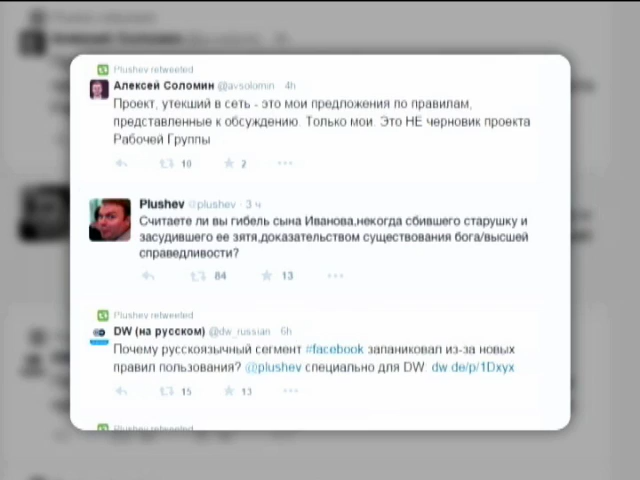 Plushev retweeted
Алексей Соломин @avsolomin 4h
Проект, утекший в сеть - это мои предложения по правилам,
представленные к обсуждению. Только мои. Это НЕ черновик проекта
Рабочей Группы
10 2
Plushev @plushev · 3 ч
Считаете ли вы гибель сына Иванова,некогда сбившего старушку и
засудившего ее зятя,доказательством существования бога/высшей
справедливости?
84 13
Plushev retweeted
DW (на русском) @dw_russian 6h
Почему русскоязычный сегмент #facebook запаниковал из-за новых
правил пользования? @plushev специально для DW: dw.de/p/1Dxyx
15 13
Plushev retweeted